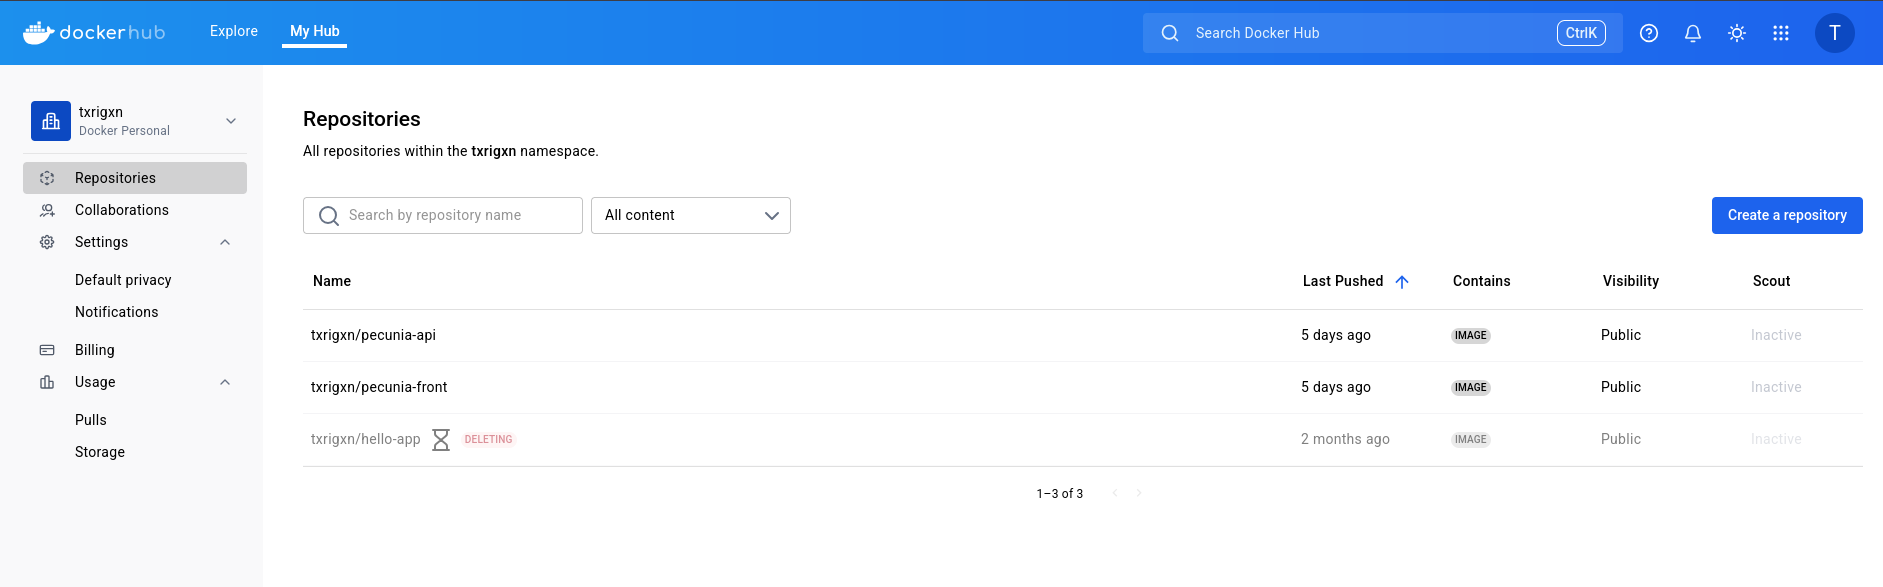 dockerhub
Explore
My Hub
Search Docker Hub
CtrlK
T
txrigxn
Docker Personal
Repositories
Collaborations
Settings
Default privacy
Notifications
Billing
Usage
Pulls
Storage
Repositories
All repositories within the txrigxn namespace.
Search by repository name
All content
Create a repository
Name Last Pushed Contains Visibility Scout
txrigxn/pecunia-api 5 days ago IMAGE Public Inactive
txrigxn/pecunia-front 5 days ago IMAGE Public Inactive
txrigxn/hello-app DELETING 2 months ago IMAGE Public Inactive
1–3 of 3